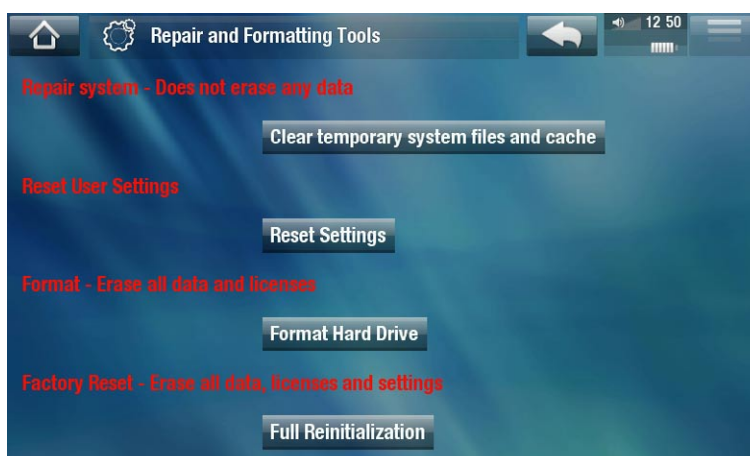 Repair and Formatting Tools
12 50
Repair system - Does not erase any data
Clear temporary system files and cache
Reset User Settings
Reset Settings
Format - Erase all data and licenses
Format Hard Drive
Factory Reset - Erase all data, licenses and settings
Full Reinitialization